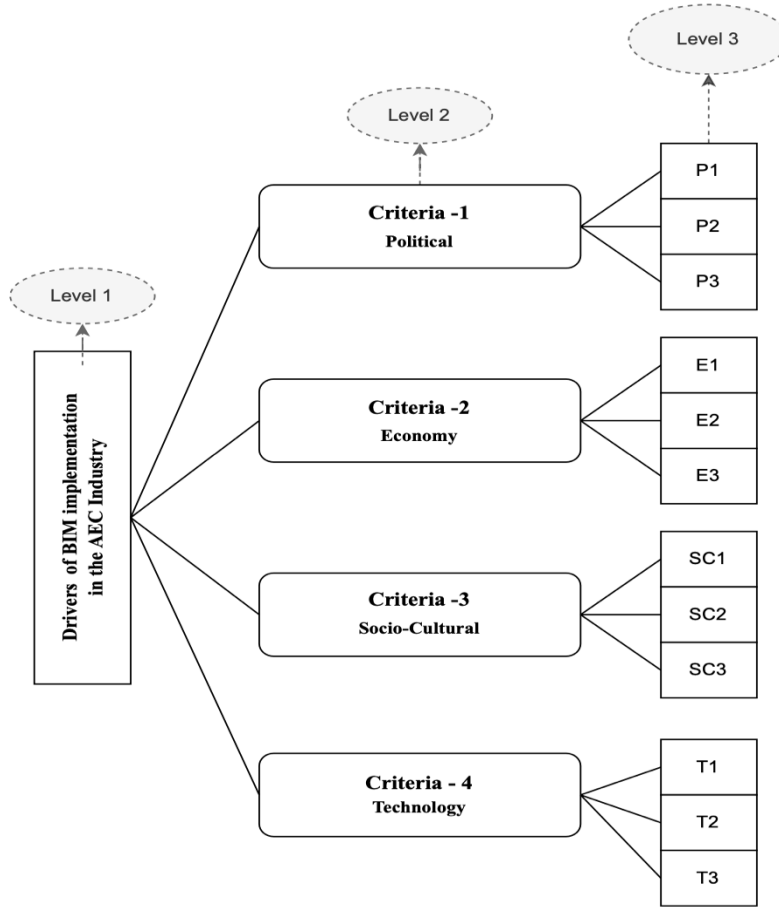 Level 3
Level 2
Level 1
Drivers of BIM implementation
in the AEC Industry
Criteria -1
Political
P1
P2
P3
Criteria -2
Economy
E1
E2
E3
Criteria -3
Socio-Cultural
SC1
SC2
SC3
Criteria - 4
Technology
T1
T2
T3